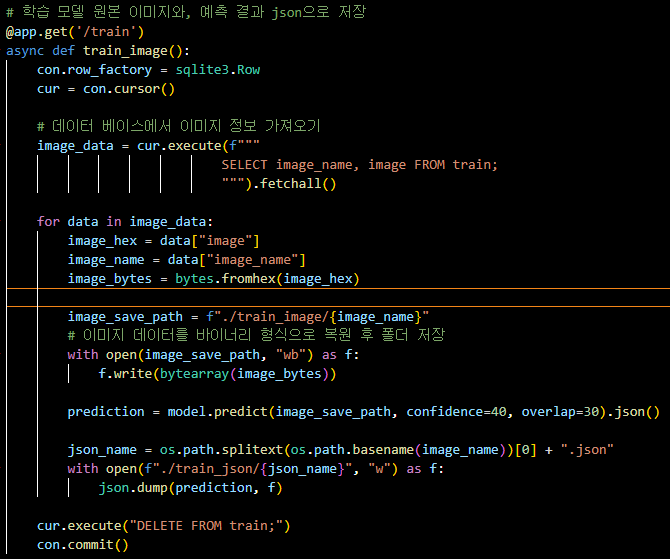 # 학습 모델 원본 이미지와, 예측 결과 json으로 저장
@app.get('/train')
async def train_image():
    con.row_factory = sqlite3.Row
    cur = con.cursor()

    # 데이터 베이스에서 이미지 정보 가져오기
    image_data = cur.execute(f"""
                            SELECT image_name, image FROM train;
                            """).fetchall()

    for data in image_data:
        image_hex = data["image"]
        image_name = data["image_name"]
        image_bytes = bytes.fromhex(image_hex)

        image_save_path = f"./train_image/{image_name}"
        # 이미지 데이터를 바이너리 형식으로 복원 후 폴더 저장
        with open(image_save_path, "wb") as f:
            f.write(bytearray(image_bytes))

        prediction = model.predict(image_save_path, confidence=40, overlap=30).json()

        json_name = os.path.splitext(os.path.basename(image_name))[0] + ".json"
        with open(f"./train_json/{json_name}", "w") as f:
            json.dump(prediction, f)

    cur.execute("DELETE FROM train;")
    con.commit()